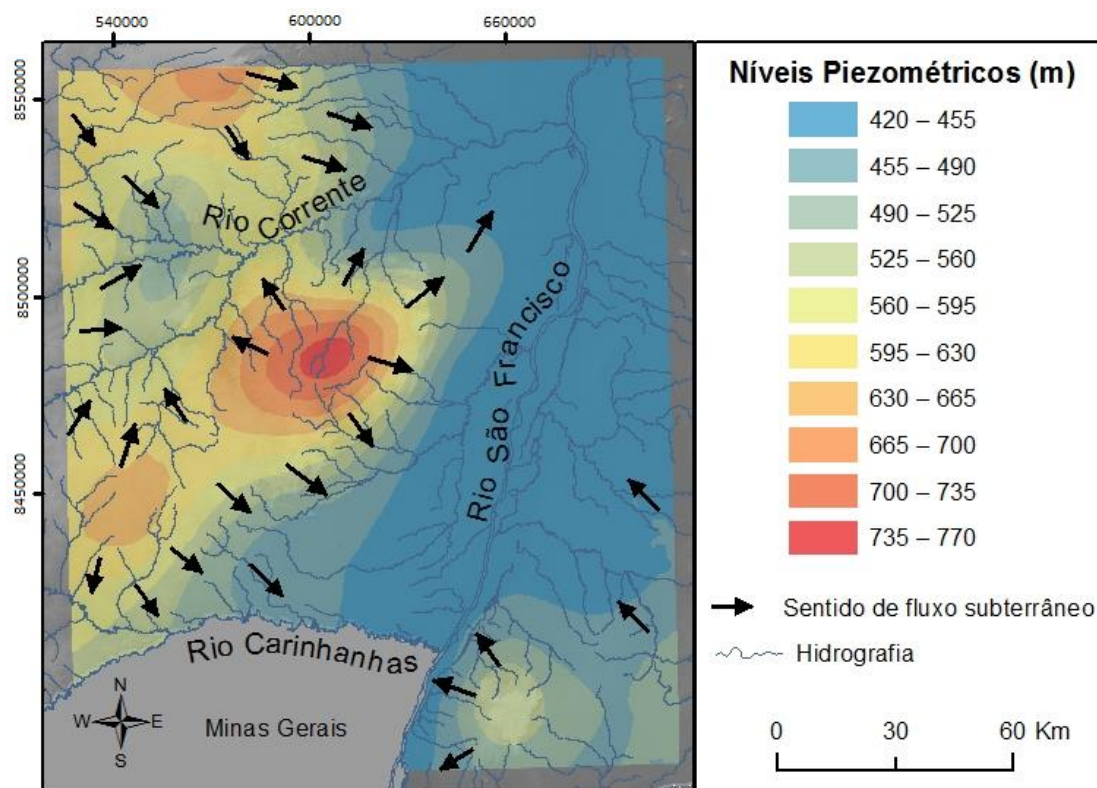 540000
600000
660000
8550000
8500000
8450000
Rio Corrente
Rio São Francisco
Rio Carinhanhas
Minas Gerais
N
W
E
S
Níveis Piezométricos (m)
420 – 455
455 – 490
490 – 525
525 – 560
560 – 595
595 – 630
630 – 665
665 – 700
700 – 735
735 – 770
Sentido de fluxo subterrâneo
Hidrografia
0
30
60 Km